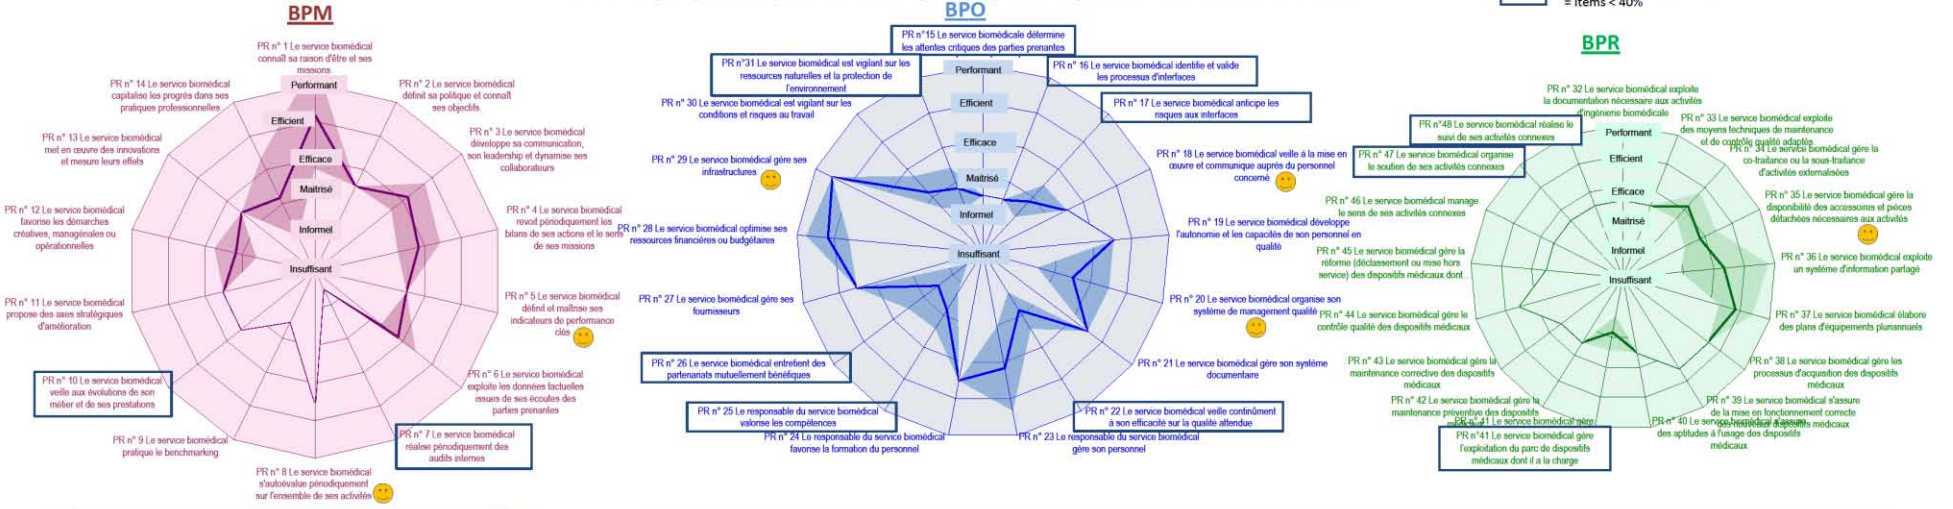 BPM
PR n° 1 Le service biomédical
connaît sa raison d'être et ses
missions.
PR n° 14 Le service biomédical
capitalise les progrès dans ses
pratiques professionnelles
PR n° 2 Le service biomédical
définit sa politique et connaît
ses objectifs.
PR n° 13 Le service biomédical
met en œuvre des innovations
et mesure leurs effets
PR n° 3 Le service biomédical
développe sa communication,
son leadership et dynamise ses
collaborateurs
PR n° 12 Le service biomédical
favorise les démarches
créatives, managériales ou
opérationnelles
PR n° 4 Le service biomédical
revoit périodiquement les
bilans de ses actions et le sens
de ses missions
PR n° 11 Le service biomédical
propose des axes stratégiques
d'amélioration
PR n° 5 Le service biomédical
définit et maîtrise ses
indicateurs de performance
clés
PR n° 10 Le service biomédical
veille aux évolutions de son
métier et de ses prestations
PR n° 6 Le service biomédical
exploite les données factuelles
issues de ses écoutes des
parties prenantes
PR n° 9 Le service biomédical
pratique le benchmarking
PR n° 7 Le service biomédical
réalise périodiquement des
audits internes
PR n° 8 Le service biomédical
s'autoévalue périodiquement
sur l'ensemble de ses activités
Performant
Efficient
Efficace
Maitrisé
Informel
Insuffisant
BPO
PR n°15 Le service biomédicale détermine
les attentes critiques des parties prenantes
PR n°31 Le service biomédical est vigilant sur les
ressources naturelles et la protection de
l'environnement
PR n° 16 Le service biomédical identifie et valide
les processus d'interfaces
PR n° 30 Le service biomédical est vigilant sur les
conditions et risques au travail
PR n° 17 Le service biomédical anticipe les
risques aux interfaces
PR n° 29 Le service biomédical gère ses
infrastructures
PR n° 18 Le service biomédical veille à la mise en
œuvre et communique auprès du personnel
concerné
PR n° 28 Le service biomédical optimise ses
ressources financières ou budgétaires
PR n° 19 Le service biomédical développe
l'autonomie et les capacités de son personnel en
qualité
PR n° 27 Le service biomédical gère ses
fournisseurs
PR n° 20 Le service biomédical organise son
système de management qualité
PR n° 26 Le service biomédical entretient des
partenariats mutuellement bénéfiques
PR n° 21 Le service biomédical gère son système
documentaire
PR n° 25 Le responsable du service biomédical
valorise les compétences
PR n° 22 Le service biomédical veille continûment
à son efficacité sur la qualité attendue
PR n° 24 Le responsable du service biomédical
favorise la formation du personnel
PR n° 23 Le responsable du service biomédical
gère son personnel
Performant
Efficient
Efficace
Maitrisé
Informel
Insuffisant
= Items < 40%
BPR
PR n° 32 Le service biomédical exploite
la documentation nécessaire aux activités
d'ingénierie biomédicale
PR n°48 Le service biomédical réalise le
suivi de ses activités connexes
PR n° 33 Le service biomédical exploite
des moyens techniques de maintenance
et de contrôle qualité adaptés
PR n° 47 Le service biomédical organise
le soutien de ses activités connexes
PR n° 34 Le service biomédical gère la
co-traitance ou la sous-traitance
d'activités externalisées
PR n° 46 Le service biomédical manage
le sens de ses activités connexes
PR n° 35 Le service biomédical gère la
disponibilité des accessoires et pièces
détachées nécessaires aux activités
PR n° 45 Le service biomédical gère la
réforme (déclassement ou mise hors
service) des dispositifs médicaux dont
PR n° 36 Le service biomédical exploite
un système d'information partagé
PR n° 44 Le service biomédical gère le
contrôle qualité des dispositifs médicaux
PR n° 37 Le service biomédical élabore
des plans d'équipements pluriannuels
PR n° 43 Le service biomédical gère la
maintenance corrective des dispositifs
médicaux
PR n° 38 Le service biomédical gère les
processus d'acquisition des dispositifs
médicaux
PR n° 42 Le service biomédical gère la
maintenance préventive des dispositifs
PR n° 39 Le service biomédical s'assure
de la mise en fonctionnement correcte
PR n°41 Le service biomédical gère
l'exploitation du parc de dispositifs
médicaux dont il a la charge
PR n° 40 Le service biomédical s'assure
des aptitudes à l'usage des dispositifs
médicaux
Performant
Efficient
Efficace
Maitrisé
Informel
Insuffisant